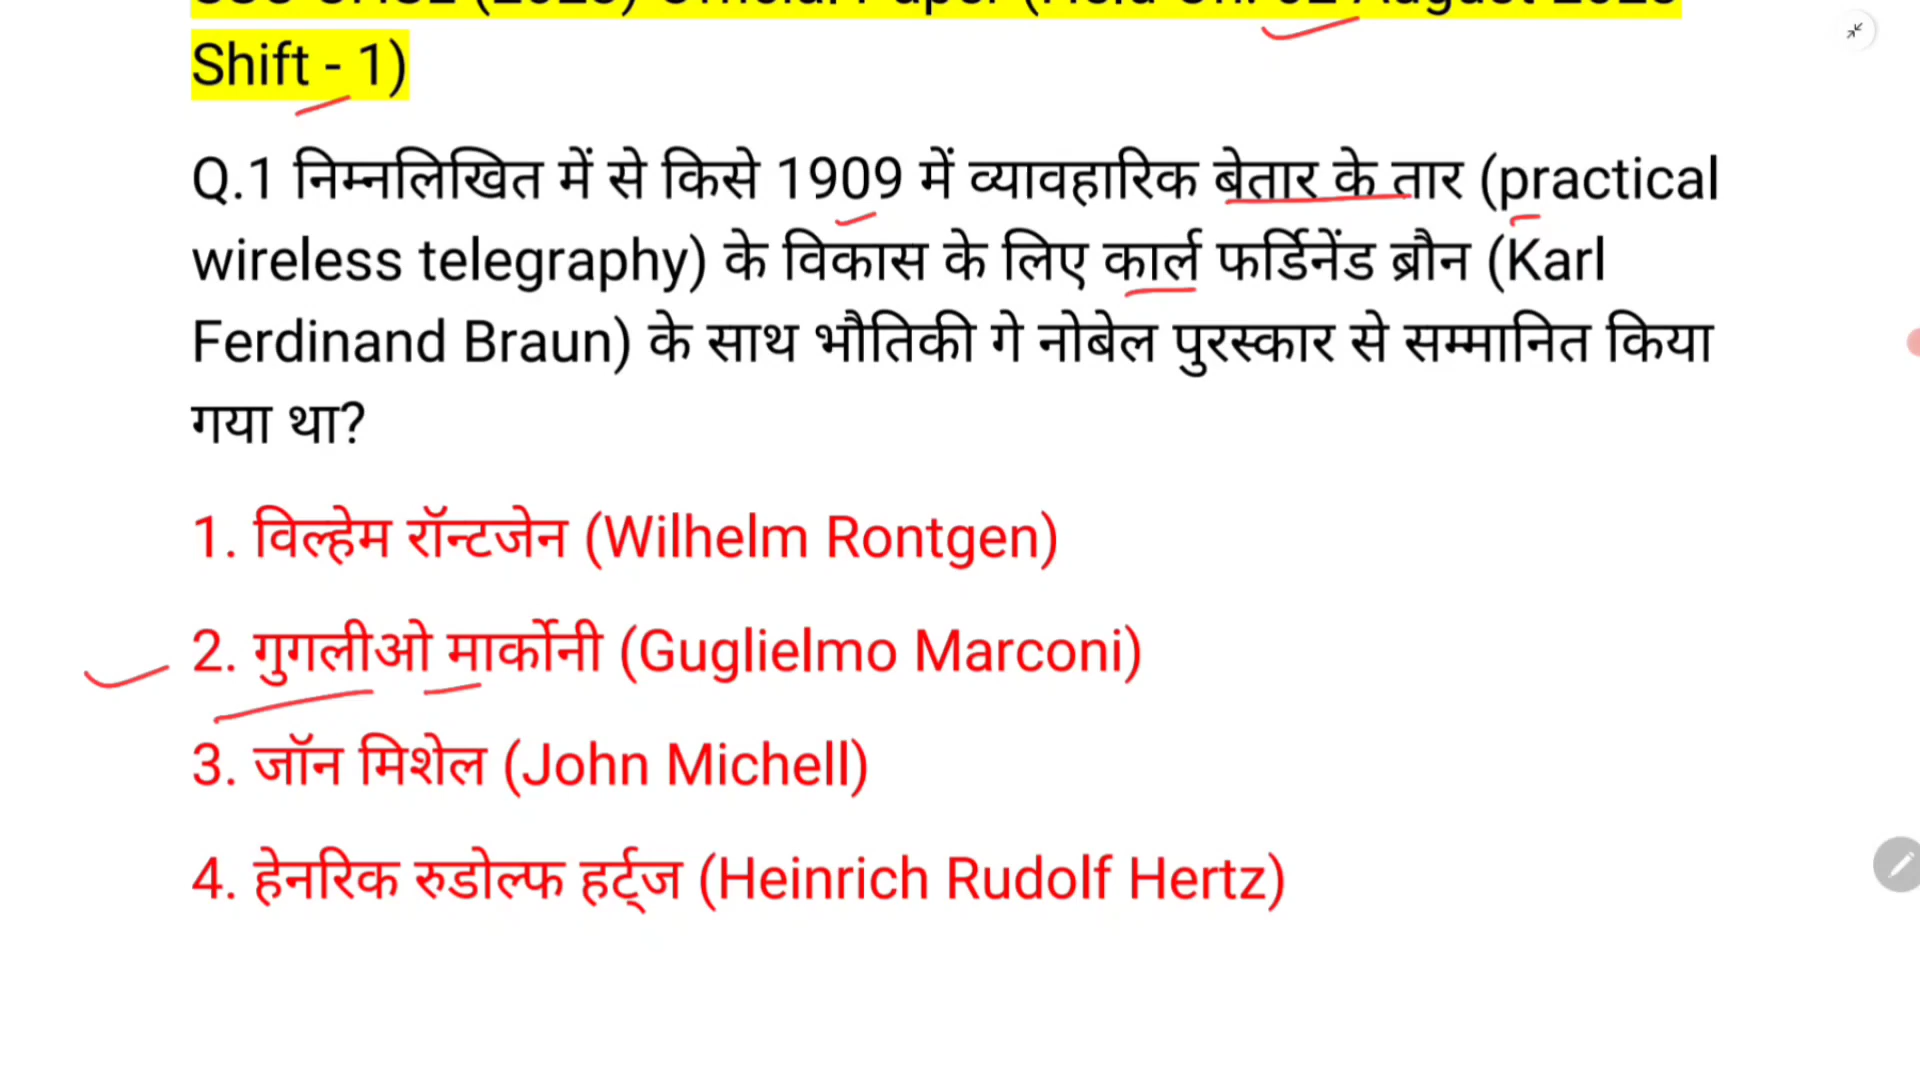 Shift - 1)
Q.1 निम्नलिखित में से किसे 1909 में व्यावहारिक बेतार के तार (practical
wireless telegraphy) के विकास के लिए कार्ल फर्डिनेंड ब्रौन (Karl
Ferdinand Braun) के साथ भौतिकी गे नोबेल पुरस्कार से सम्मानित किया
गया था?
1. विल्हेम रॉन्टजेन (Wilhelm Rontgen)
2. गुगलीओ मार्कोनी (Guglielmo Marconi)
3. जॉन मिशेल (John Michell)
4. हेनरिक रुडोल्फ हर्ट्ज (Heinrich Rudolf Hertz)